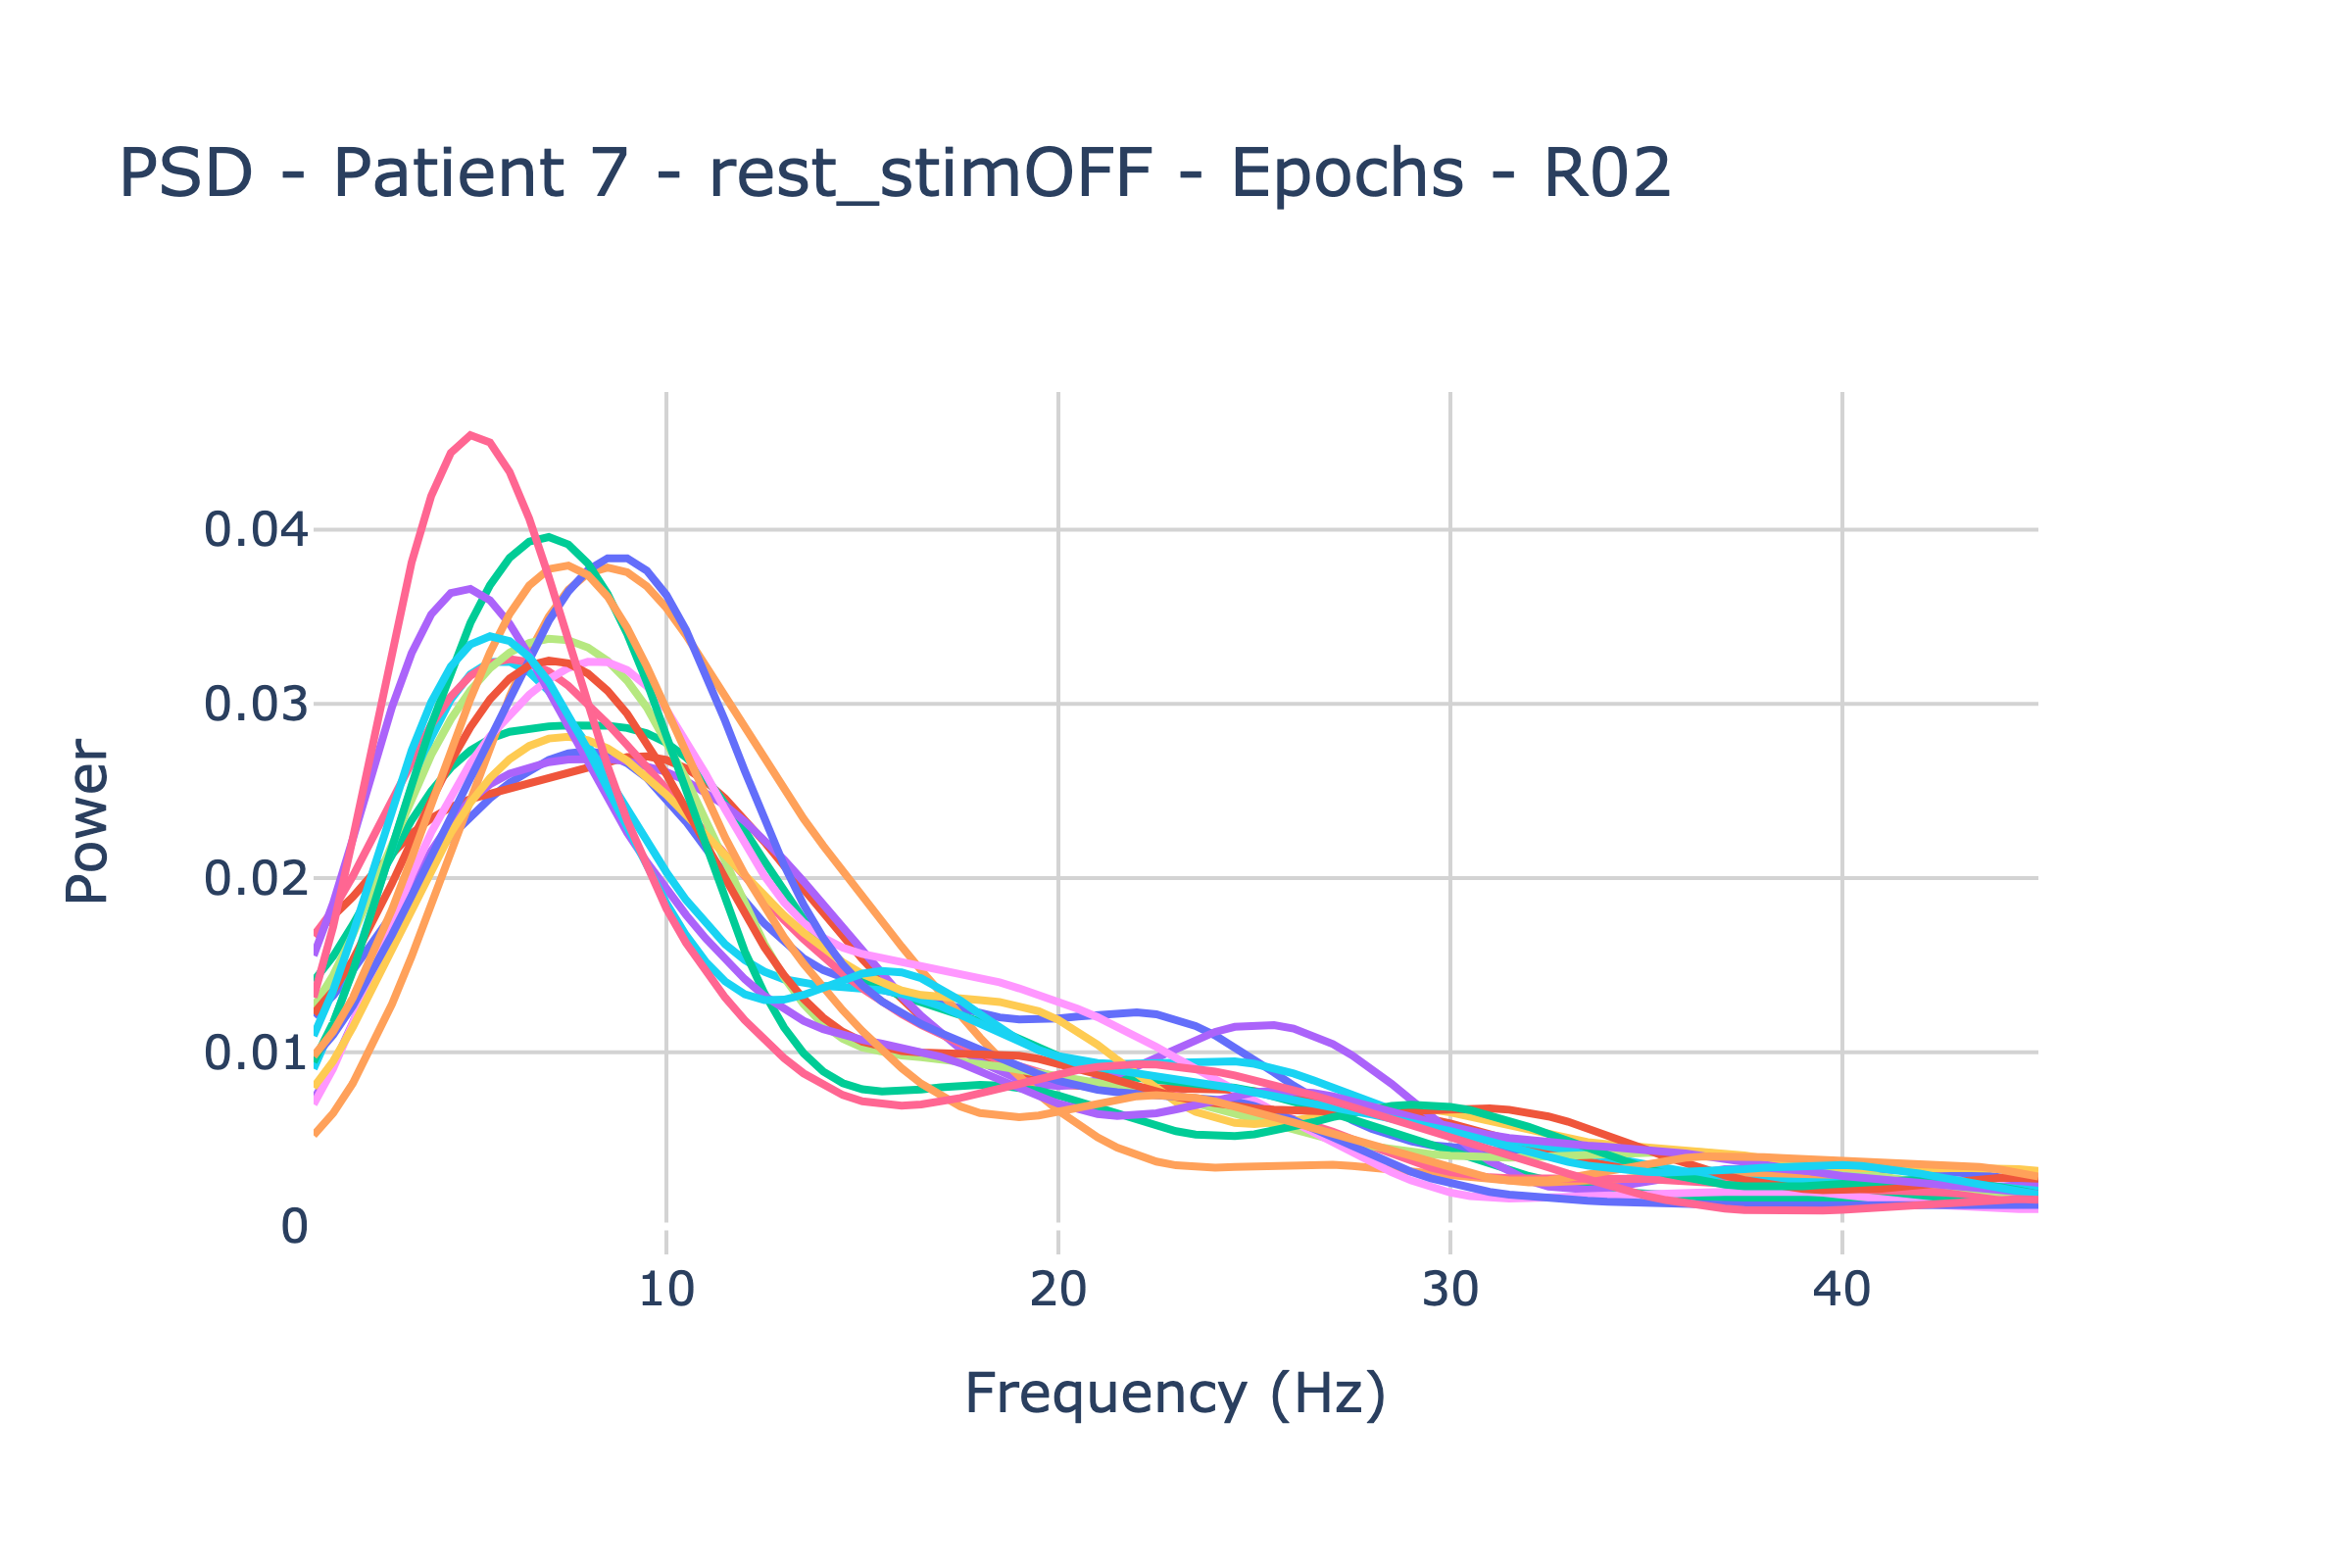 PSD - Patient 7 - rest_stimOFF - Epochs - R02
0.04
0.03
0.02
0.01
0
Power
10 20 30 40
Frequency (Hz)